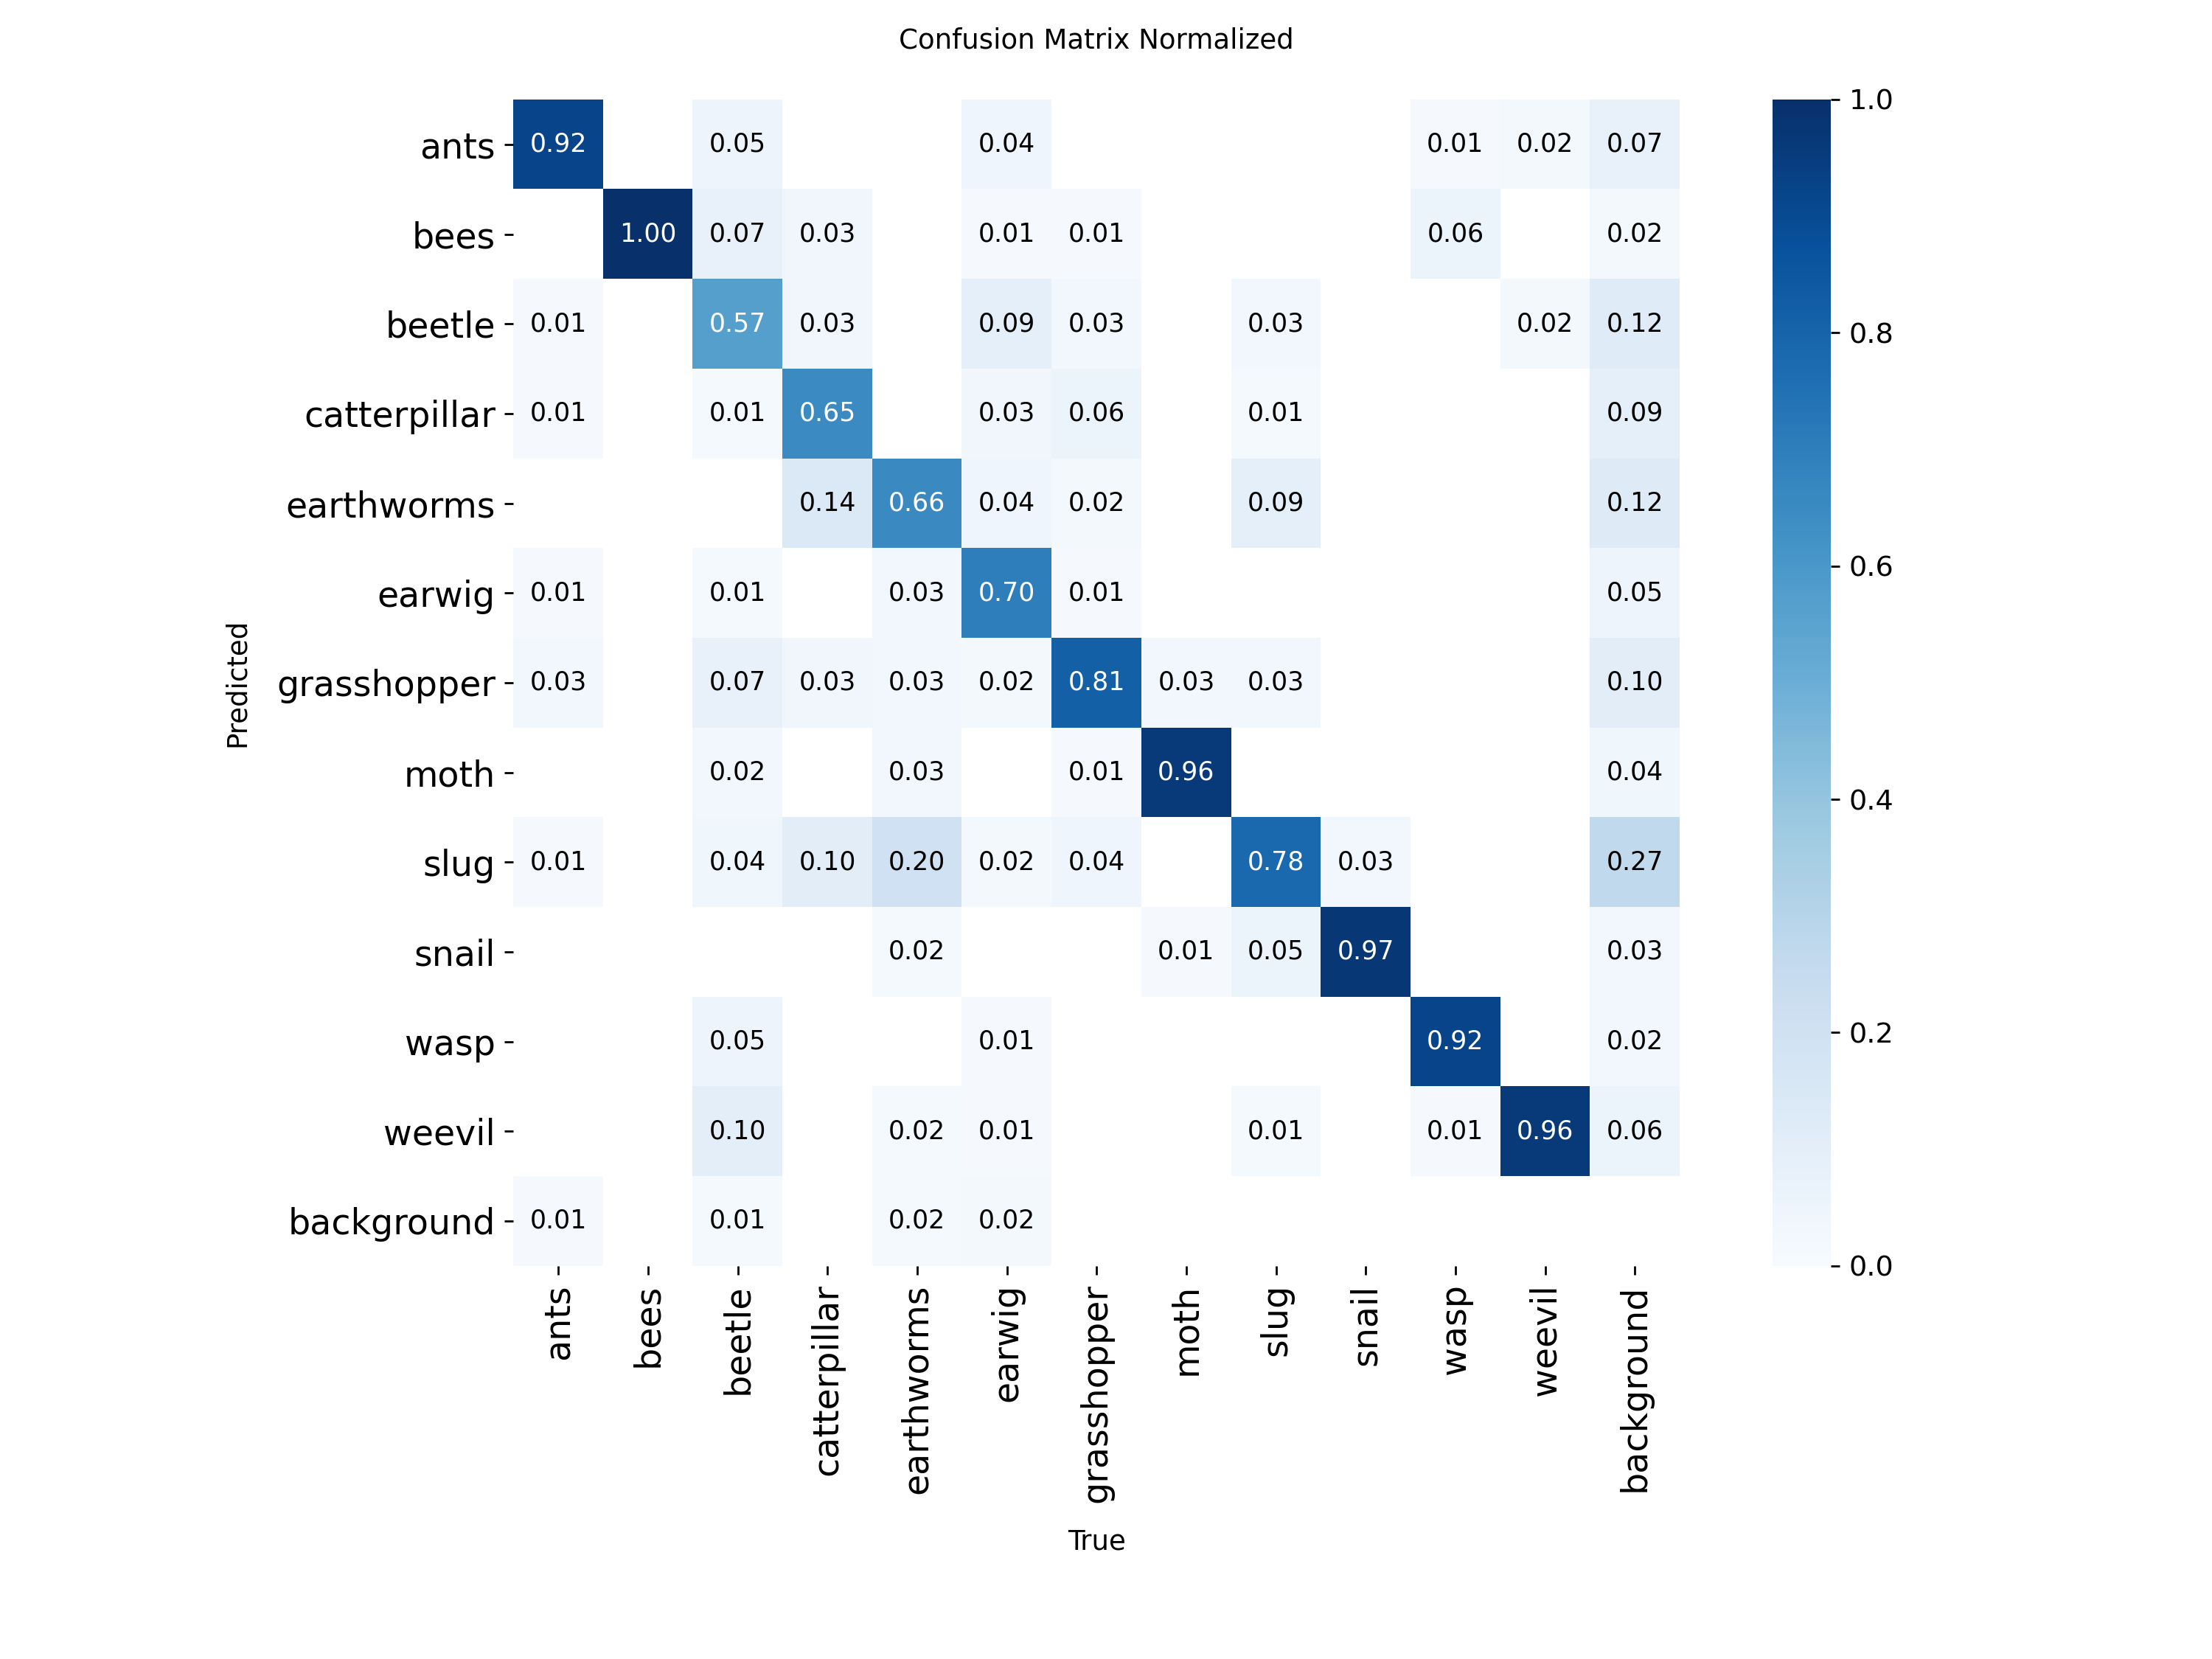 Confusion Matrix Normalized
ants 0.92 0.05 0.04 0.01 0.02 0.07
bees 1.00 0.07 0.03 0.01 0.01 0.06 0.02
beetle 0.01 0.57 0.03 0.09 0.03 0.03 0.02 0.12
catterpillar 0.01 0.01 0.65 0.03 0.06 0.01 0.09
earthworms 0.14 0.66 0.04 0.02 0.09 0.12
earwig 0.01 0.01 0.03 0.70 0.01 0.05
grasshopper 0.03 0.07 0.03 0.03 0.02 0.81 0.03 0.03 0.10
moth 0.02 0.03 0.01 0.96 0.04
slug 0.01 0.04 0.10 0.20 0.02 0.04 0.78 0.03 0.27
snail 0.02 0.01 0.05 0.97 0.03
wasp 0.05 0.01 0.92 0.02
weevil 0.10 0.02 0.01 0.01 0.01 0.96 0.06
background 0.01 0.01 0.02 0.02
Predicted
ants bees beetle catterpillar earthworms earwig grasshopper moth slug snail wasp weevil background
True
1.0
0.8
0.6
0.4
0.2
0.0